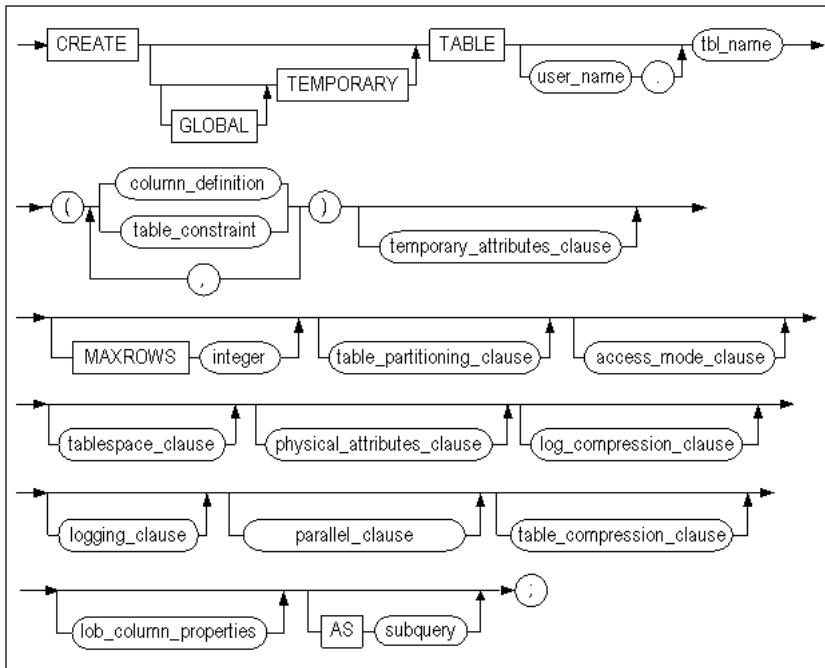 CREATE TABLE tbl_name
TEMPORARY user_name .
GLOBAL
( column_definition )
table_constraint temporary_attributes_clause
,
MAXROWS integer table_partitioning_clause access_mode_clause
tablespace_clause physical_attributes_clause log_compression_clause
logging_clause parallel_clause table_compression_clause
;
lob_column_properties AS subquery